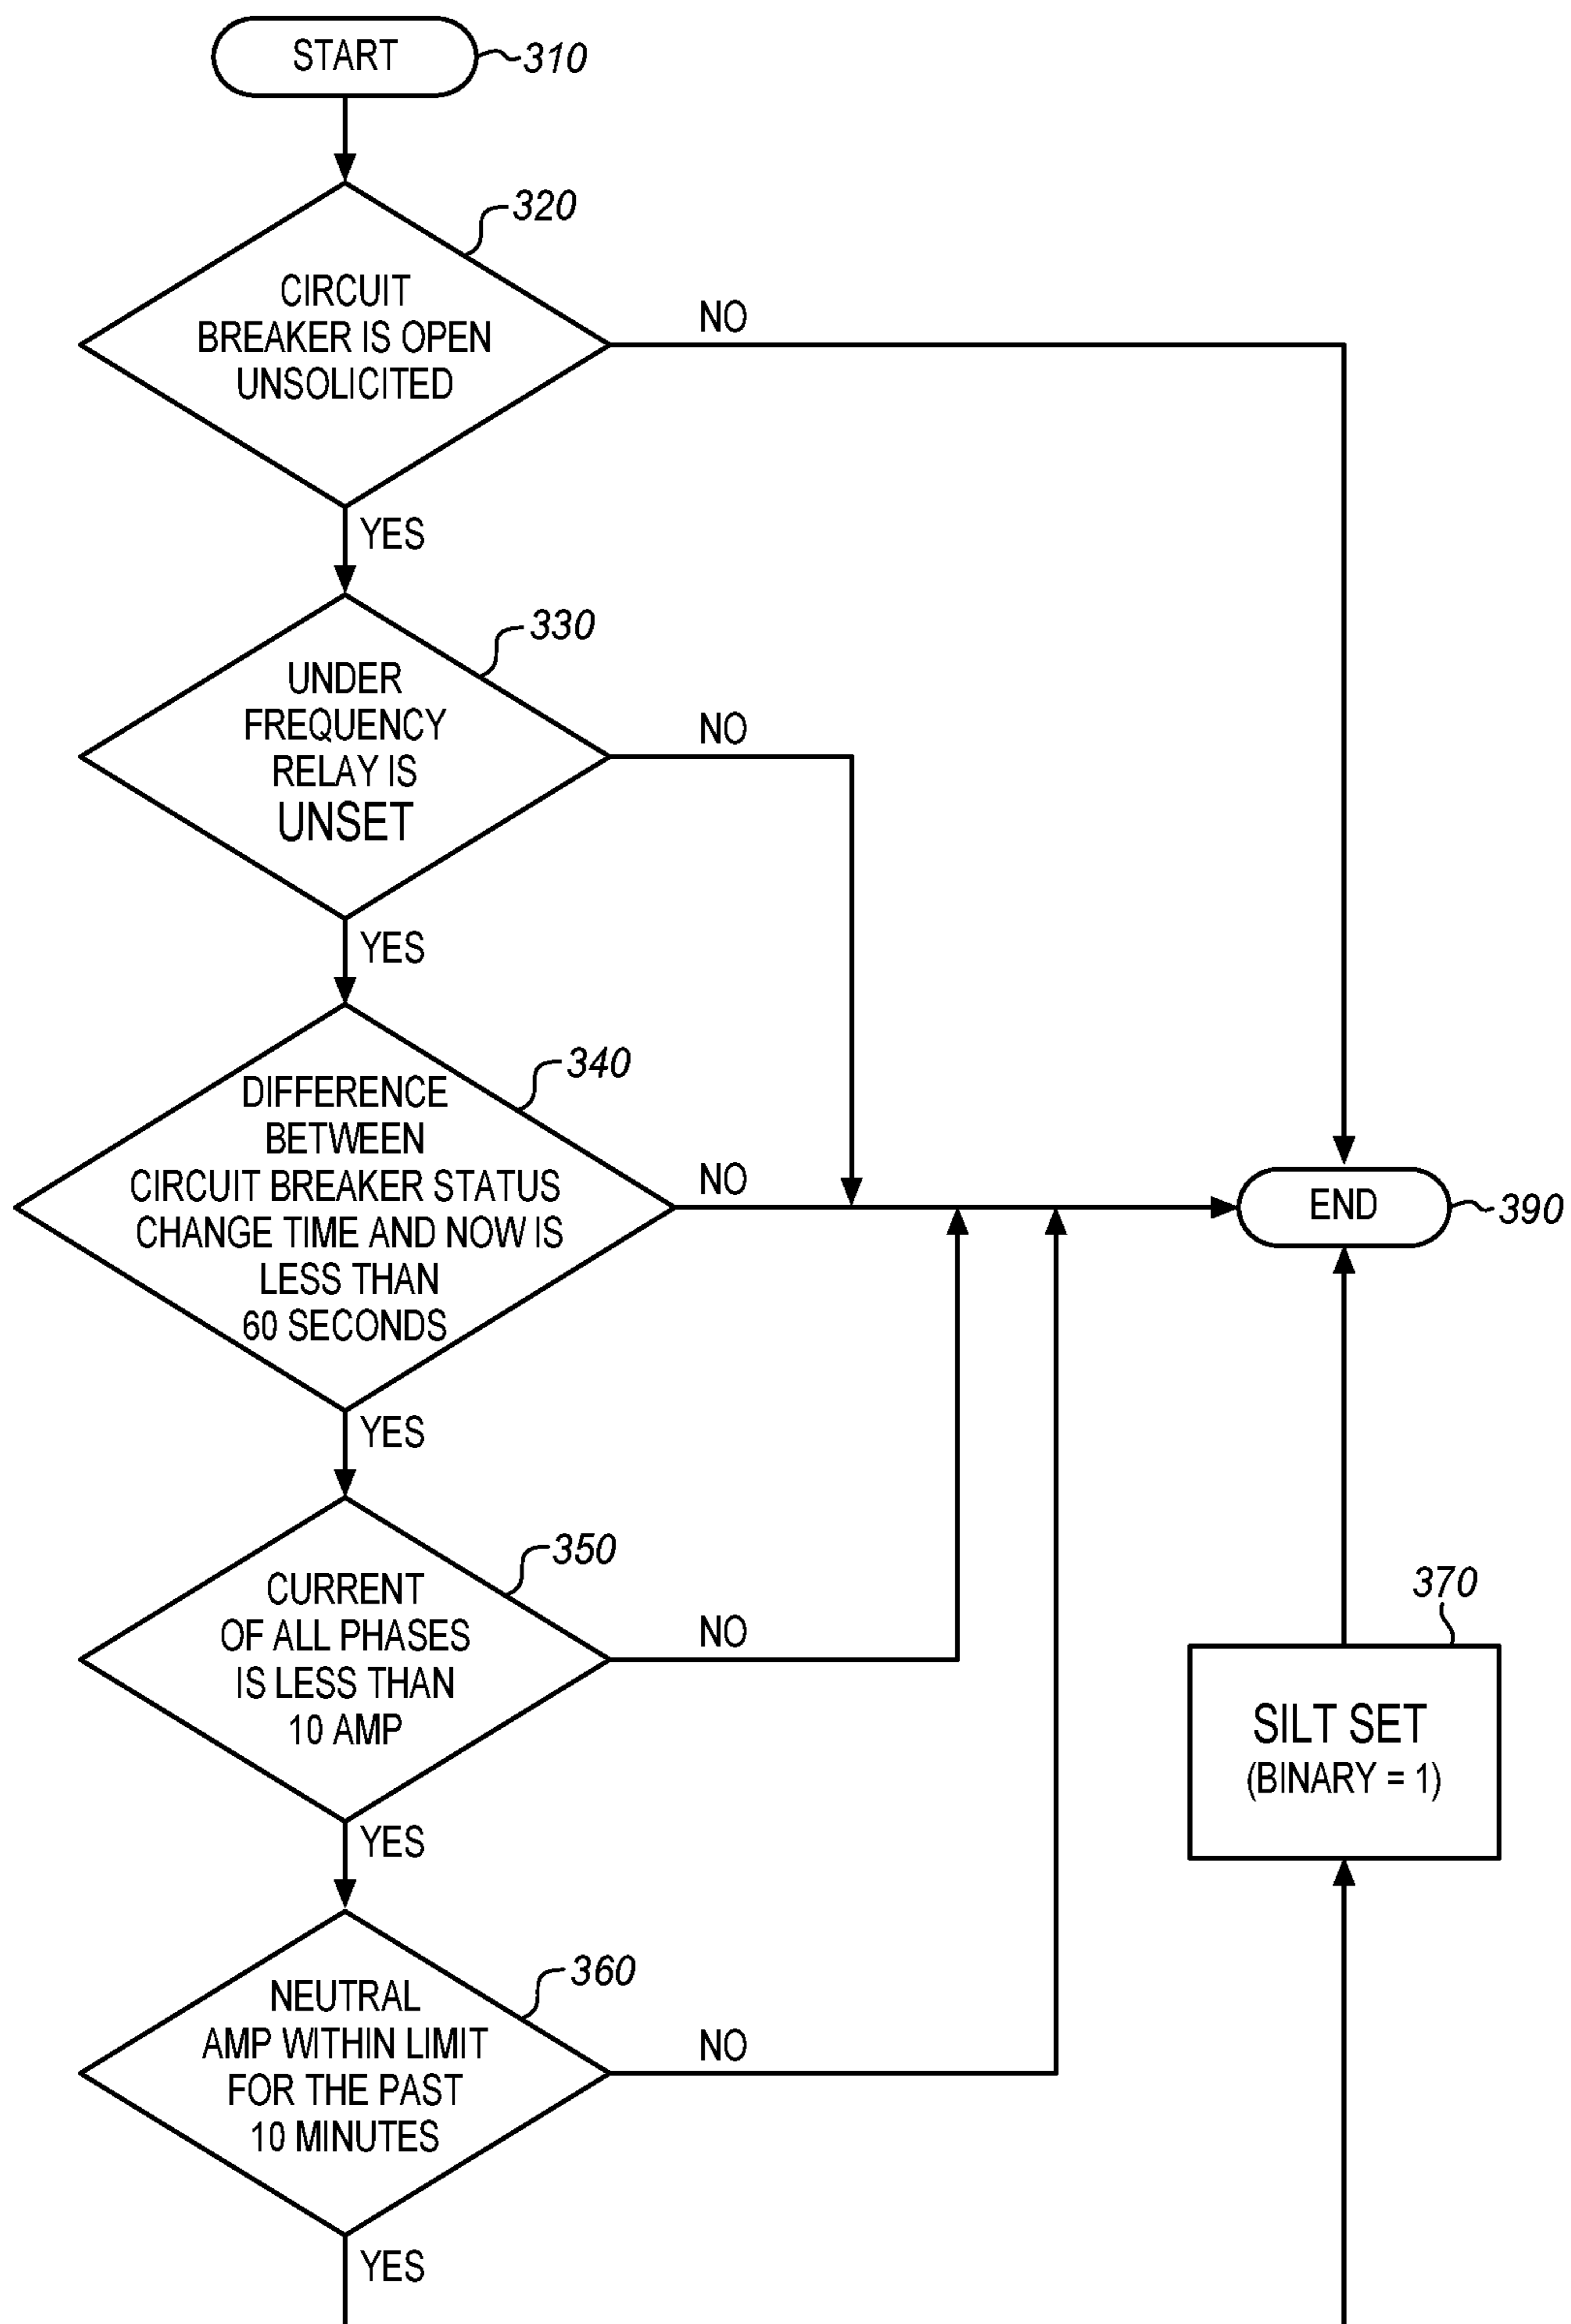 START
310
320
CIRCUIT
BREAKER IS OPEN
UNSOLICITED
NO
YES
330
UNDER
FREQUENCY
RELAY IS
UNSET
NO
YES
340
DIFFERENCE
BETWEEN
CIRCUIT BREAKER STATUS
CHANGE TIME AND NOW IS
LESS THAN
60 SECONDS
NO
END
390
YES
350
CURRENT
OF ALL PHASES
IS LESS THAN
10 AMP
NO
370
SILT SET
(BINARY = 1)
YES
360
NEUTRAL
AMP WITHIN LIMIT
FOR THE PAST
10 MINUTES
NO
YES